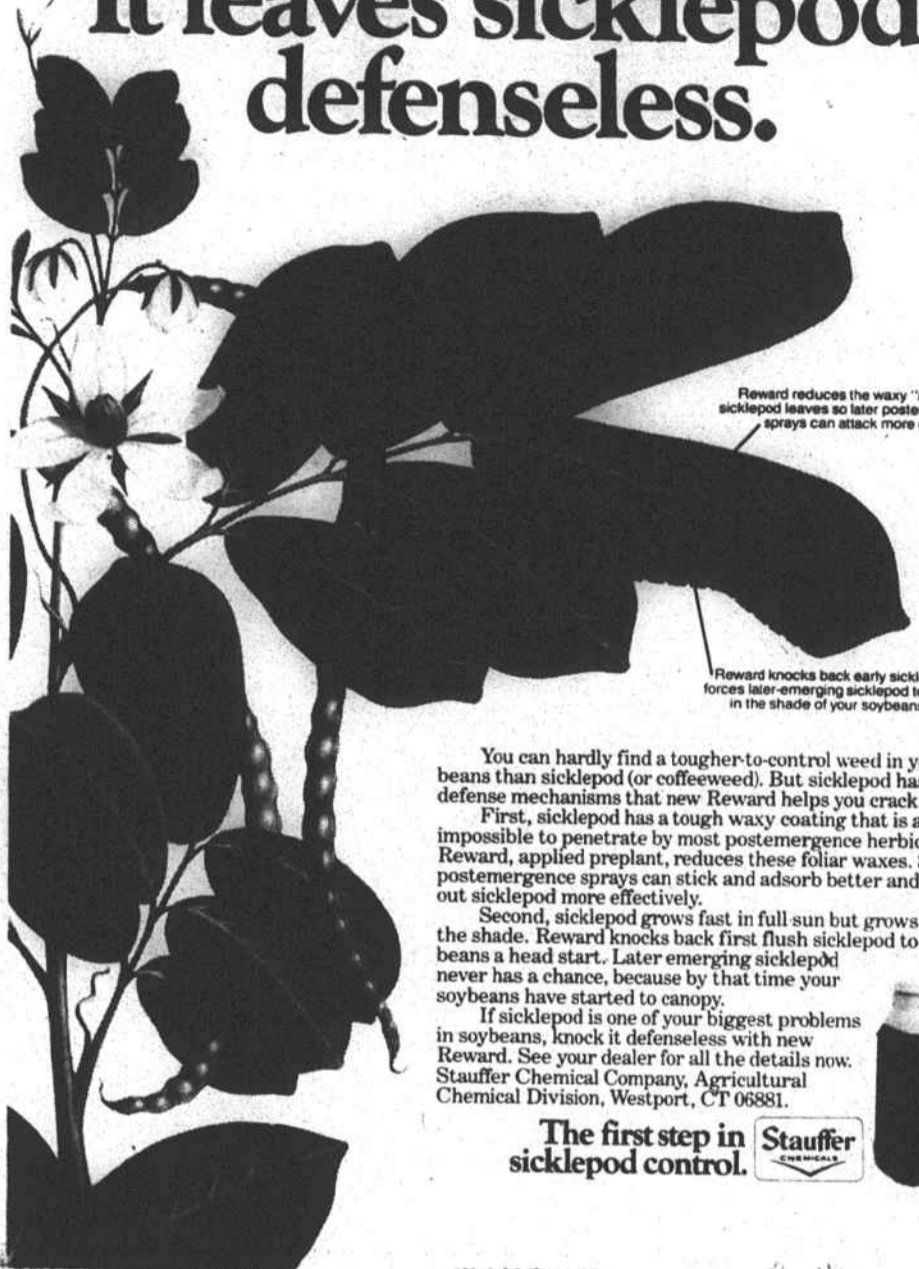 It leaves sicklepod
defenseless.
Reward reduces the waxy
sicklepod leaves so later
sprays can attack more
Reward knocks back early
forces later-emerging sicklepod
in the shade of your soybeans
You can hardly find a tougher-to-control weed in
beans than sicklepod (or coffeeweed). But sicklepod
defense mechanisms that new Reward helps you crack
First, sicklepod has a tough waxy coating that is
impossible to penetrate by most postemergence
Reward, applied preplant, reduces these foliar waxes.
postemergence sprays can stick and adsorb better and
out sicklepod more effectively.
Second, sicklepod grows fast in full sun but grows
the shade. Reward knocks back first flush sicklepod to
beans a head start. Later emerging sicklepod
never has a chance, because by that time your
soybeans have started to canopy.
If sicklepod is one of your biggest problems
in soybeans, knock it defenseless with new
Reward. See your dealer for all the details now.
Stauffer Chemical Company, Agricultural
Chemical Division, Westport, CT 06881.
The first step in
sicklepod control.
Stauffer
CHEMICALS